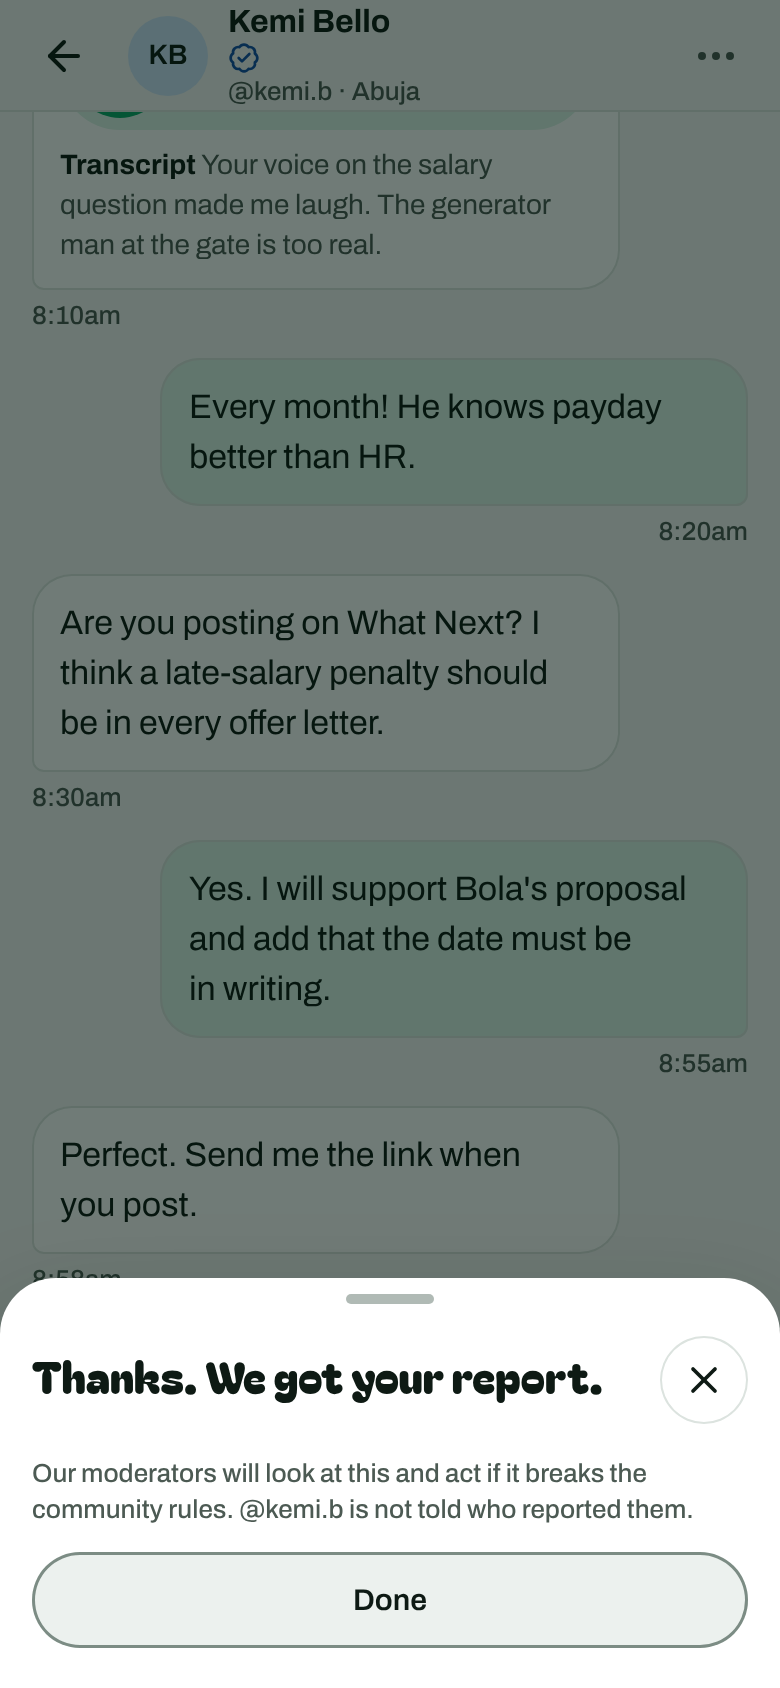 Kemi Bello
KB
@kemi.b · Abuja
Transcript Your voice on the salary
question made me laugh. The generator
man at the gate is too real.
8:10am
Every month! He knows payday
better than HR.
8:20am
Are you posting on What Next? I
think a late-salary penalty should
be in every offer letter.
8:30am
Yes. I will support Bola's proposal
and add that the date must be
in writing.
8:55am
Perfect. Send me the link when
you post.
8:58am
Thanks. We got your report.
Our moderators will look at this and act if it breaks the
community rules. @kemi.b is not told who reported them.
Done